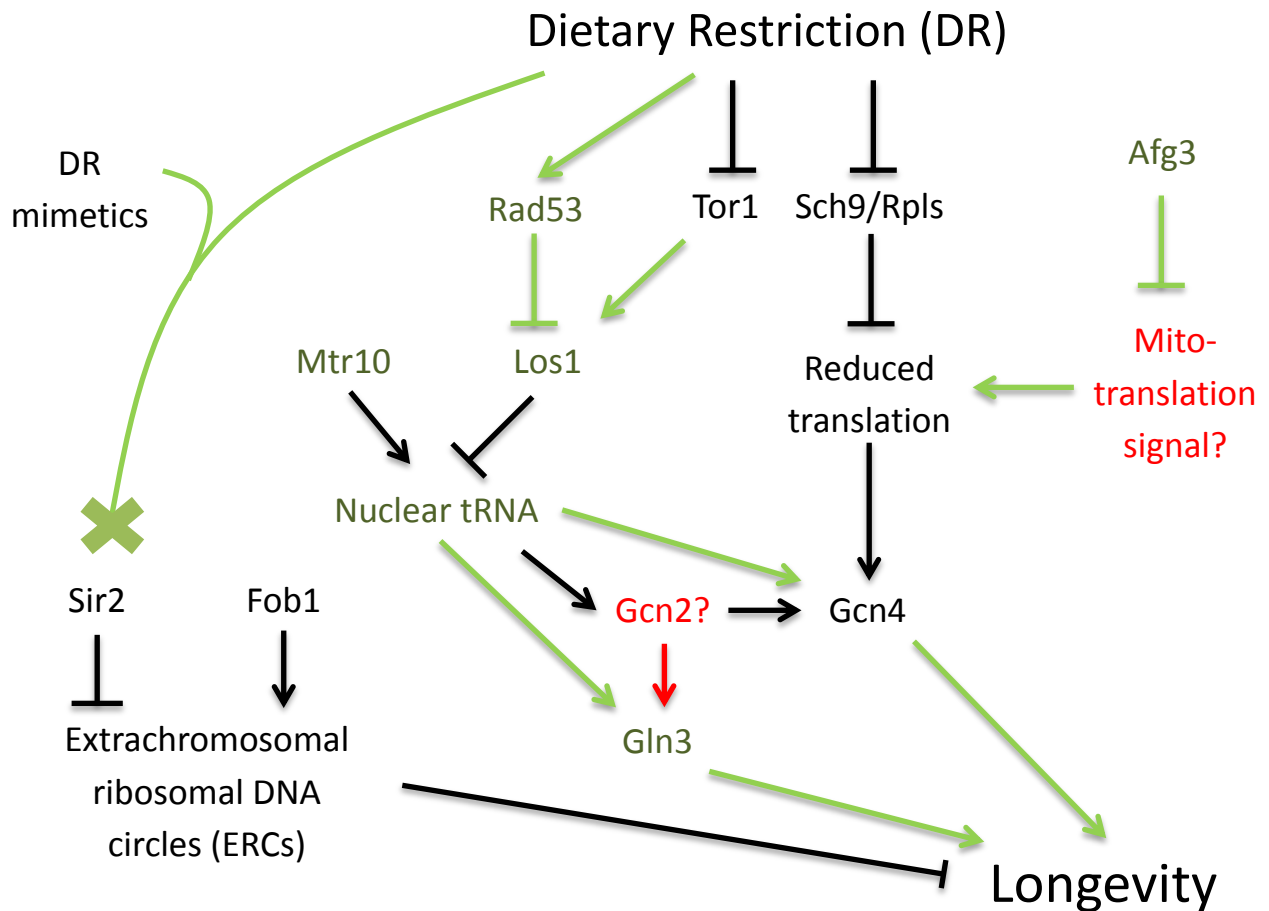 Dietary Restriction (DR)
DR
mimetics
Afg3
Rad53
Tor1
Sch9/Rpls
Mtr10
Los1
Reduced
translation
Mito-
translation
signal?
Nuclear tRNA
Sir2
Fob1
Gcn2?
Gcn4
Gln3
Extrachromosomal
ribosomal DNA
circles (ERCs)
Longevity